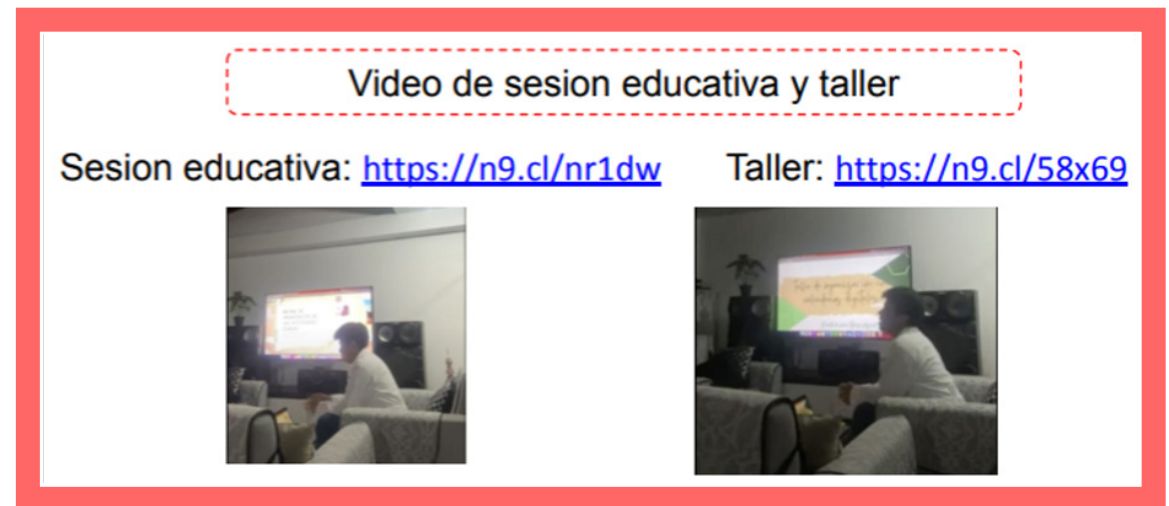 Video de sesion educativa y taller
Sesion educativa: https://n9.cl/nr1dw
Taller: https://n9.cl/58x69